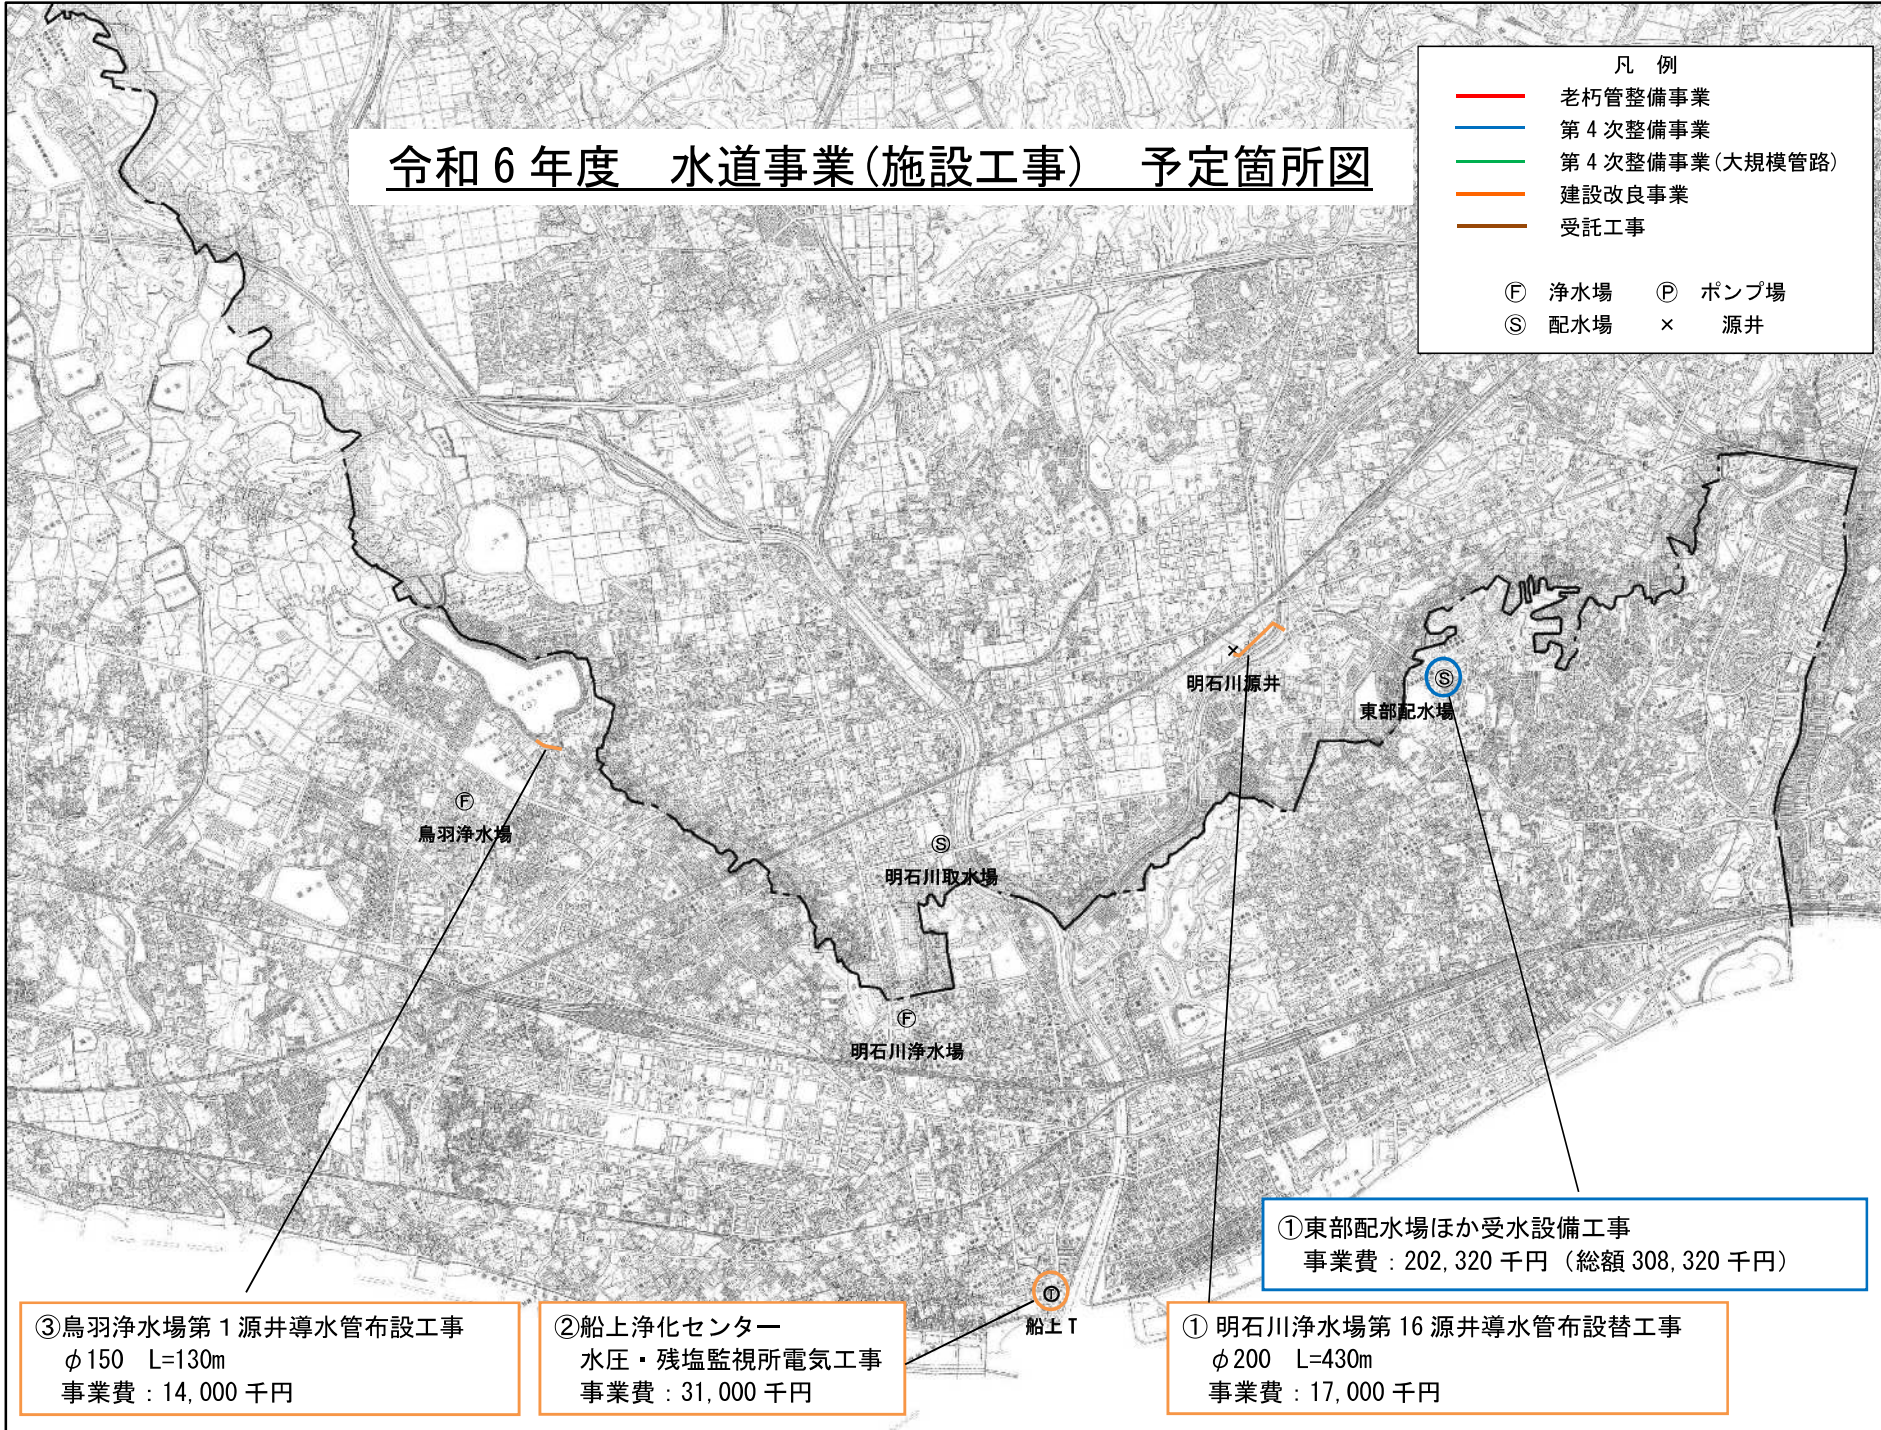 令和６年度　水道事業(施設工事)　予定箇所図
凡　例
老朽管整備事業
第４次整備事業
第４次整備事業(大規模管路)
建設改良事業
受託工事
Ⓕ　浄水場　Ⓟ　ポンプ場
Ⓢ　配水場　×　源井
×
明石川源井
Ⓢ
東部配水場
Ⓕ
鳥羽浄水場
Ⓢ
明石川取水場
Ⓕ
明石川浄水場
Ⓣ
船上T
①東部配水場ほか受水設備工事
事業費：202,320千円（総額308,320千円）
③鳥羽浄水場第1源井導水管布設工事
φ150　L=130m
事業費：14,000千円
②船上浄化センター
水圧・残塩監視所電気工事
事業費：31,000千円
① 明石川浄水場第16源井導水管布設替工事
φ200　L=430m
事業費：17,000千円